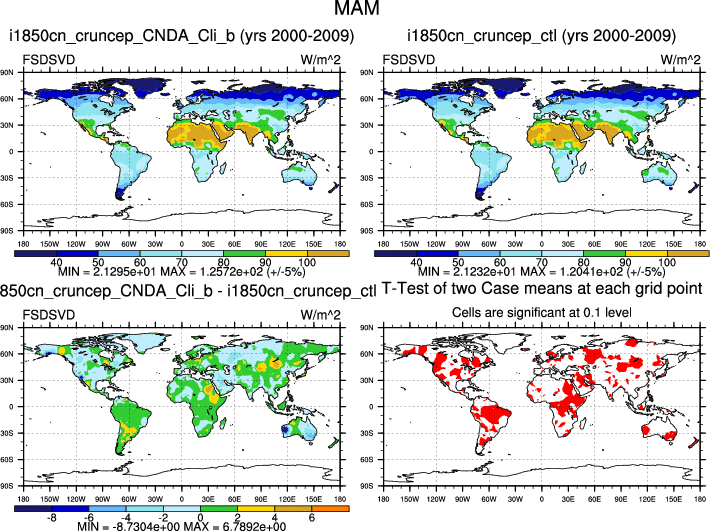 MAM
i1850cn_cruncep_CNDA_Cli_b (yrs 2000-2009)
FSDSVD W/m^2
90N
60N
30N
0
30S
60S
90S
180 150W 120W 90W 60W 30W 0 30E 60E 90E 120E 150E 180
40 50 60 70 80 90 100
MIN = 2.1295e+01 MAX = 1.2572e+02 (+/-5%)
i1850cn_cruncep_ctl (yrs 2000-2009)
FSDSVD W/m^2
90N
60N
30N
0
30S
60S
90S
180 150W 120W 90W 60W 30W 0 30E 60E 90E 120E 150E 180
40 50 60 70 80 90 100
MIN = 2.1232e+01 MAX = 1.2041e+02 (+/-5%)
850cn_cruncep_CNDA_Cli_b - i1850cn_cruncep_ctl
FSDSVD W/m^2
90N
60N
30N
0
30S
60S
90S
180 150W 120W 90W 60W 30W 0 30E 60E 90E 120E 150E 180
-8 -6 -4 -2 0 2 4 6
MIN = -8.7304e+00 MAX = 6.7892e+00
T-Test of two Case means at each grid point
Cells are significant at 0.1 level
90N
60N
30N
0
30S
60S
90S
180 150W 120W 90W 60W 30W 0 30E 60E 90E 120E 150E 180